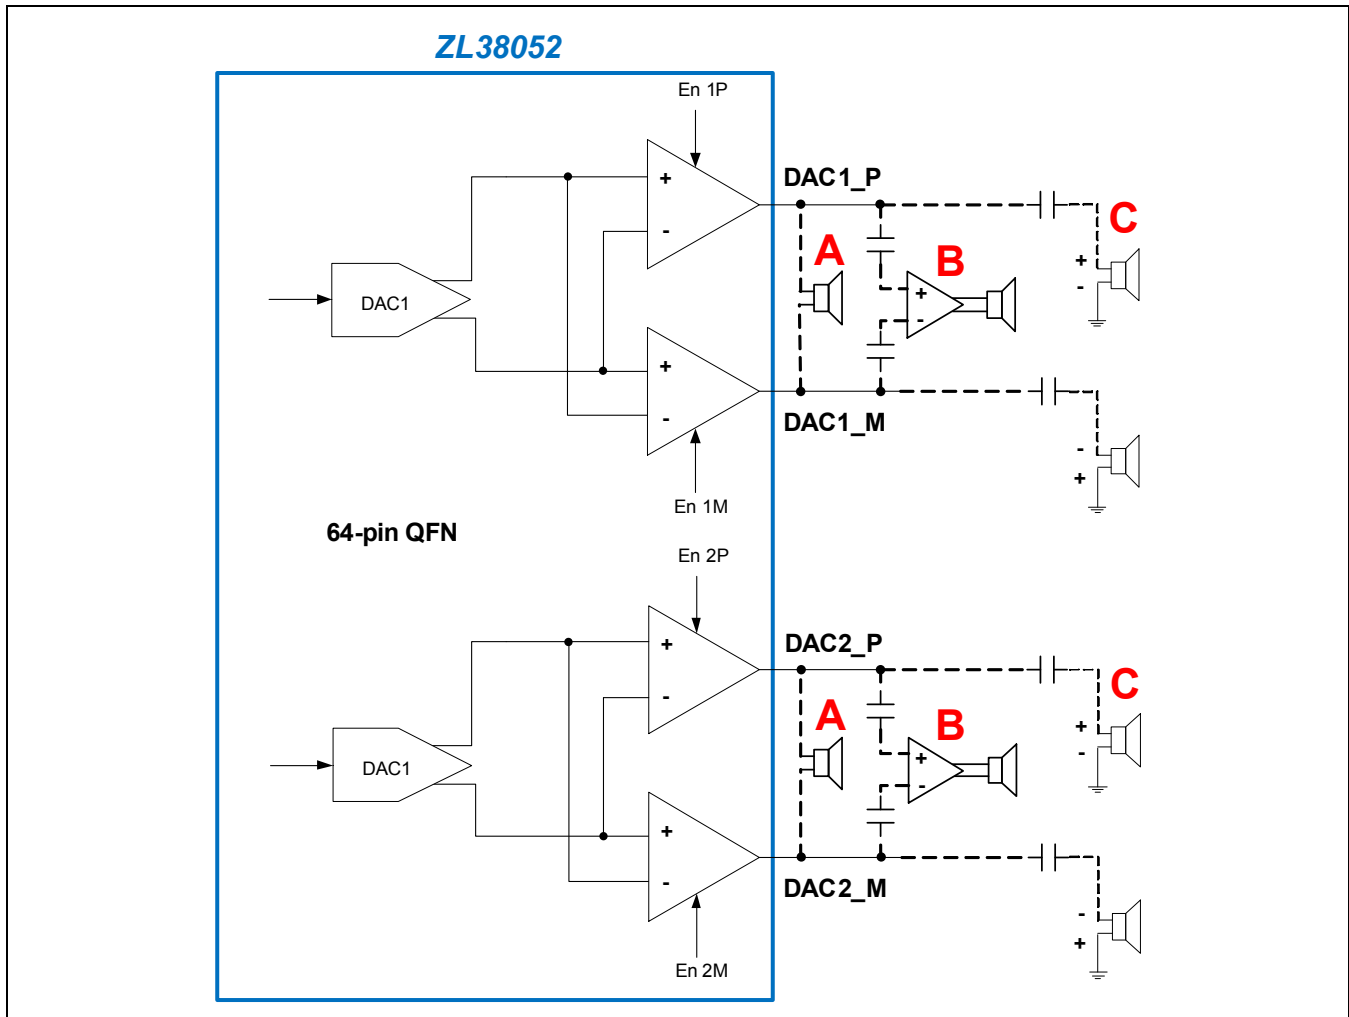 ZL38052
En 1P
DAC1_P
+
-
A
B
C
+
-
+
-
DAC1
+
-
DAC1_M
-
+
En 1M
64-pin QFN
En 2P
DAC2_P
+
-
A
B
C
+
-
+
-
DAC1
+
-
DAC2_M
-
+
En 2M